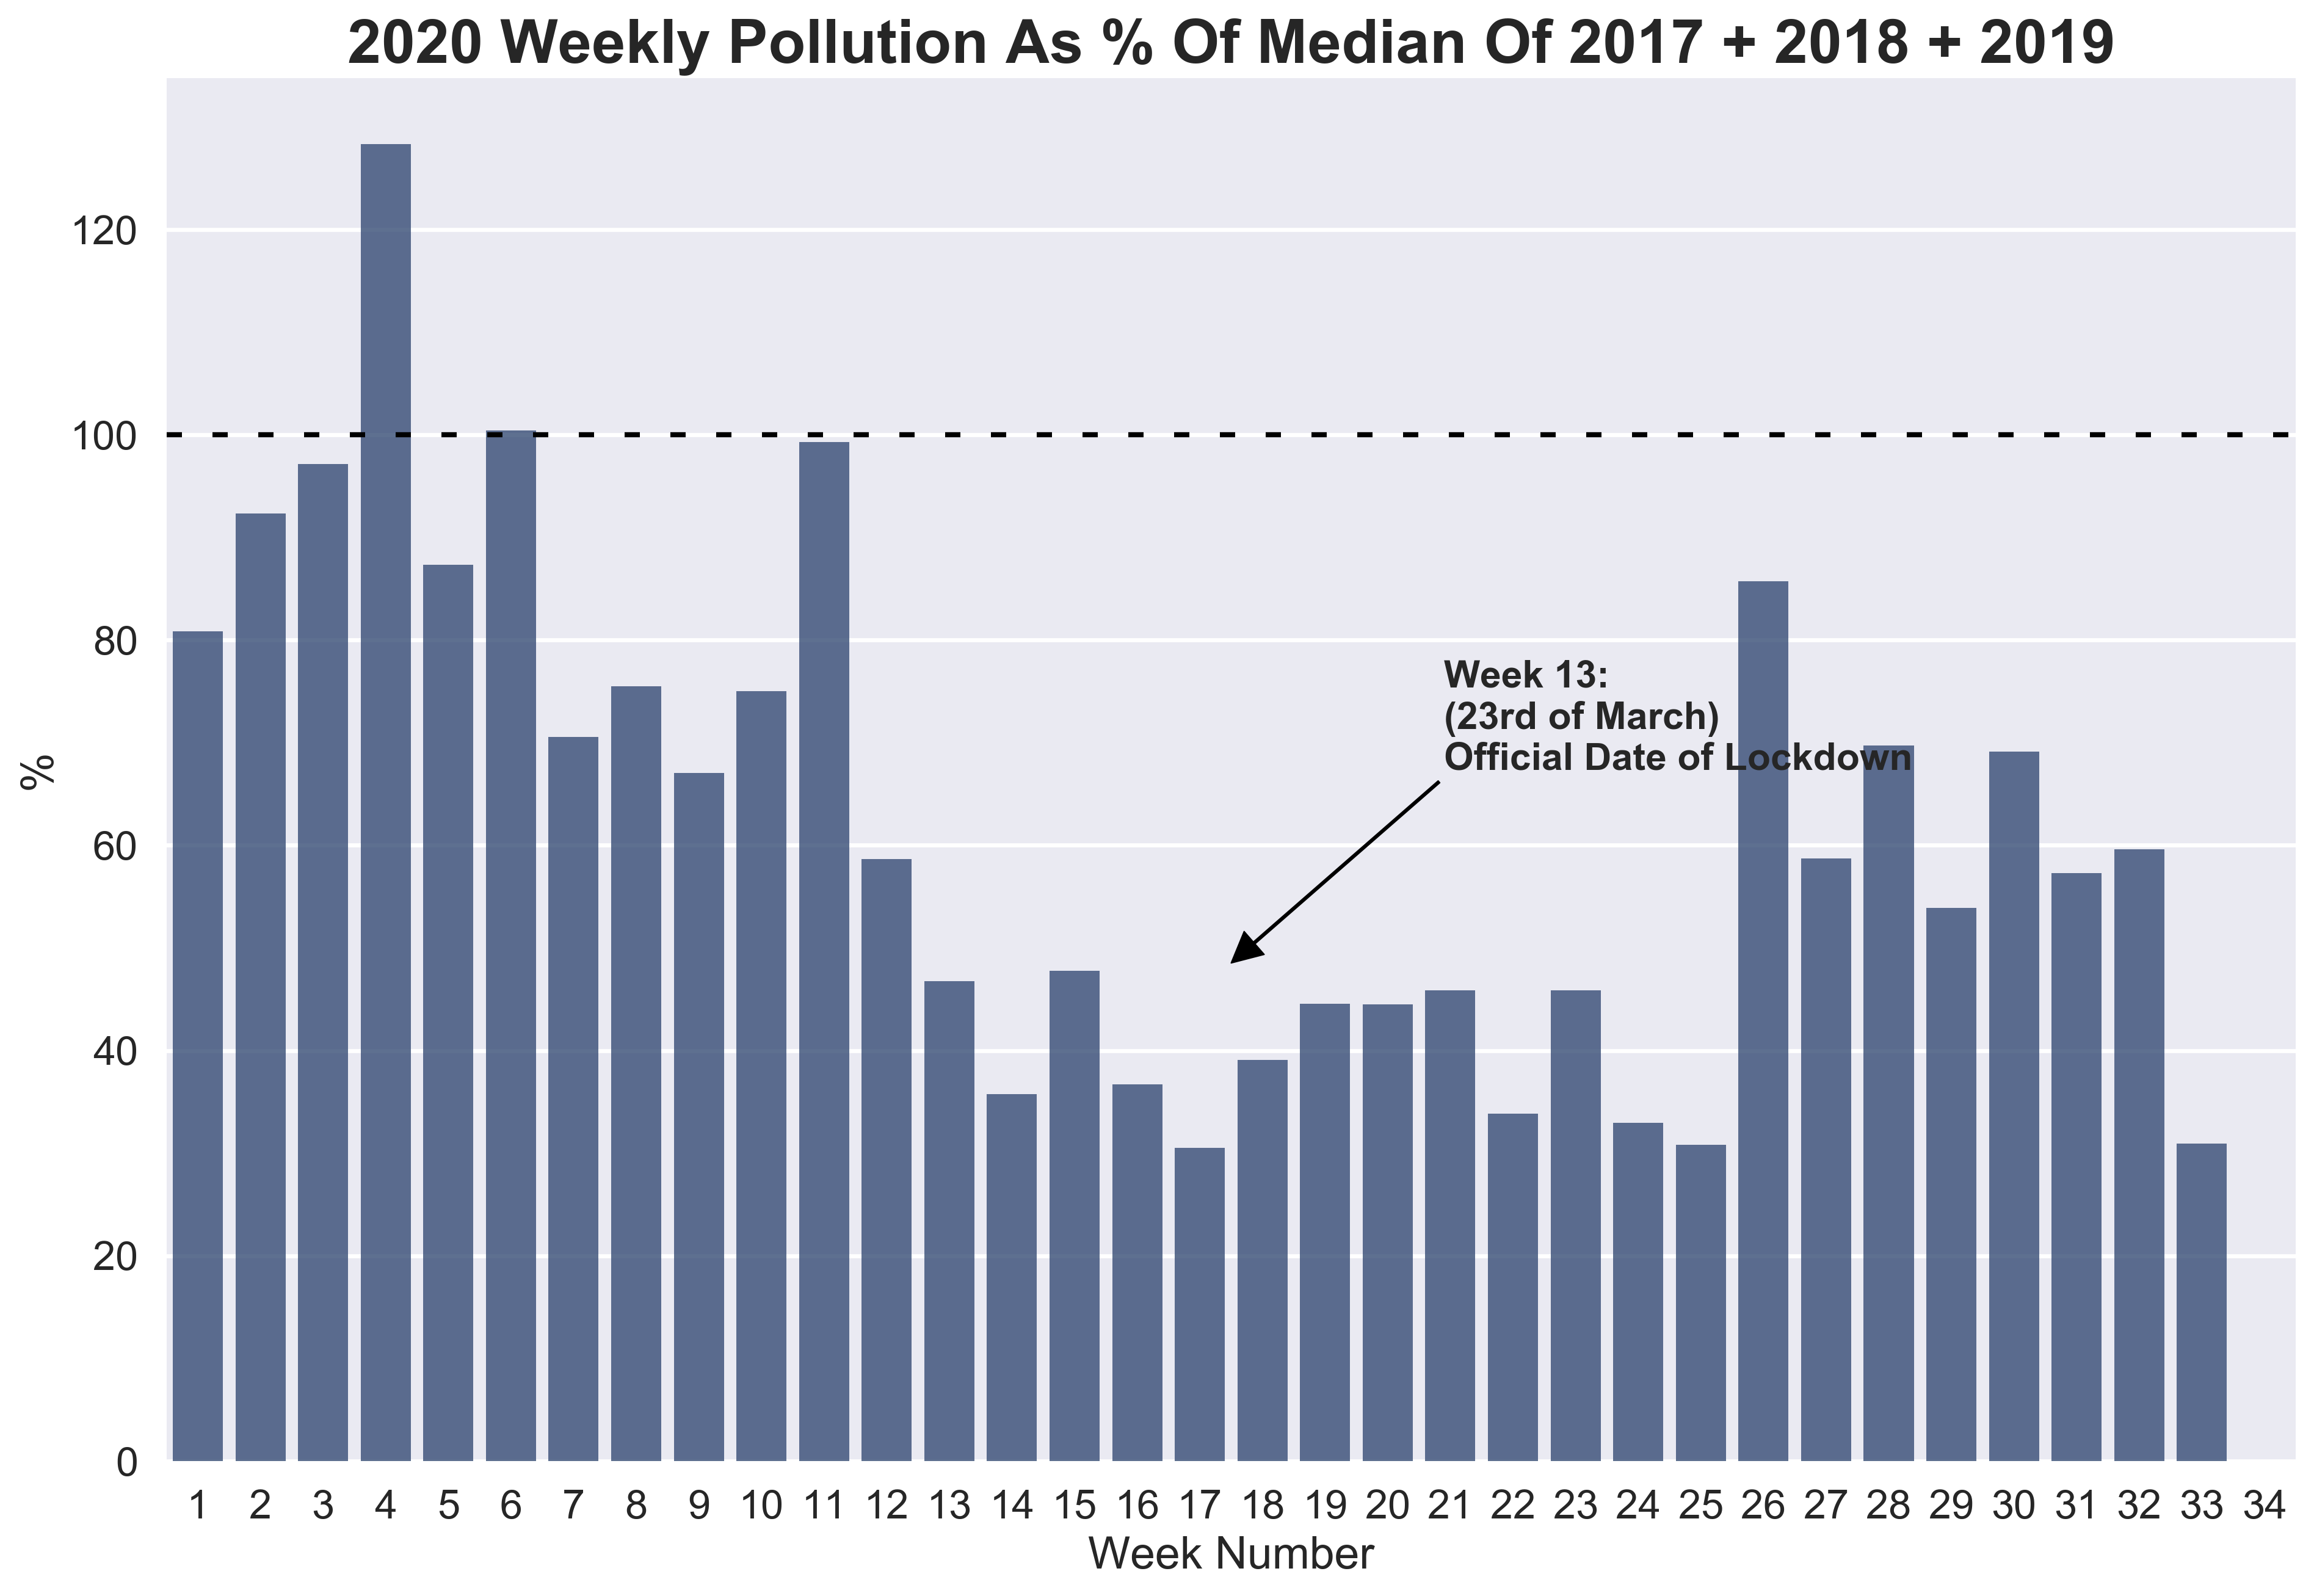 2020 Weekly Pollution As % Of Median Of 2017 + 2018 + 2019
120
100
80
60
40
20
0
%
Week 13:
(23rd of March)
Official Date of Lockdown
1 2 3 4 5 6 7 8 9 10 11 12 13 14 15 16 17 18 19 20 21 22 23 24 25 26 27 28 29 30 31 32 33 34
Week Number